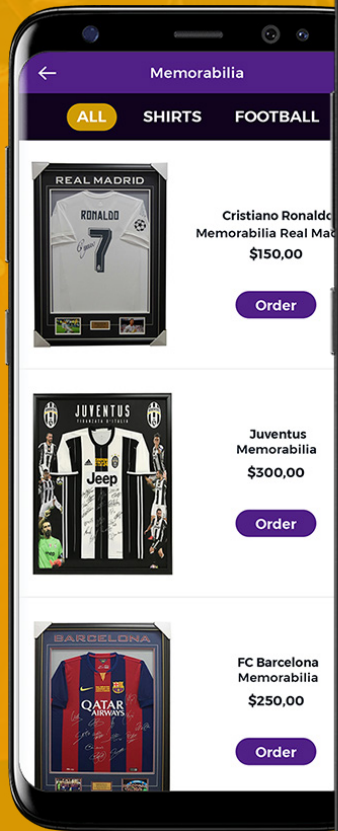 Memorabilia
ALL SHIRTS FOOTBALL
REAL MADRID
RONALDO
7
Cristiano Ronaldo
Memorabilia Real Mad
$150,00
Order
JUVENTUS
Jeep
Juventus
Memorabilia
$300,00
Order
BARCELONA
QATAR
AIRWAYS
FC Barcelona
Memorabilia
$250,00
Order